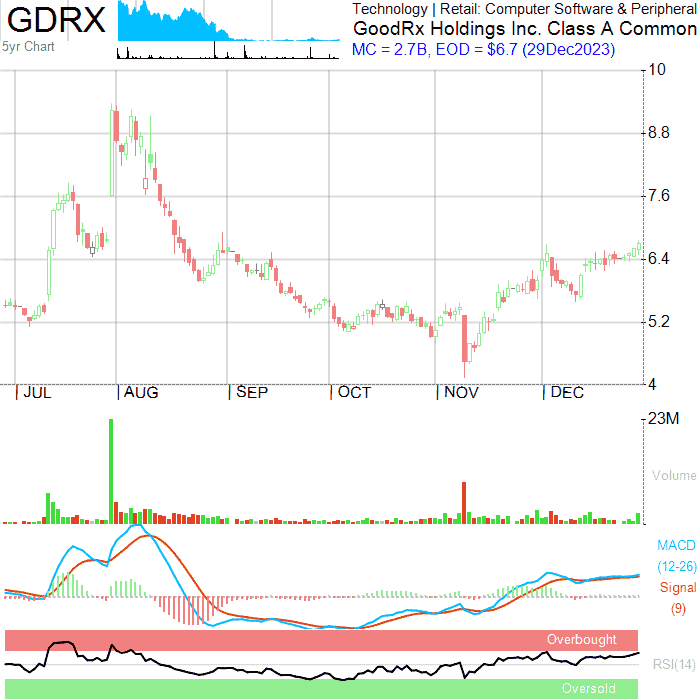 GDRX
5yr Chart
Technology | Retail: Computer Software & Peripheral
GoodRx Holdings Inc. Class A Common
MC = 2.7B, EOD = $6.7 (29Dec2023)
10
8.8
7.6
6.4
5.2
4
JUL AUG SEP OCT NOV DEC
23M
Volume
MACD
(12-26)
Signal
(9)
Overbought
RSI(14)
Oversold